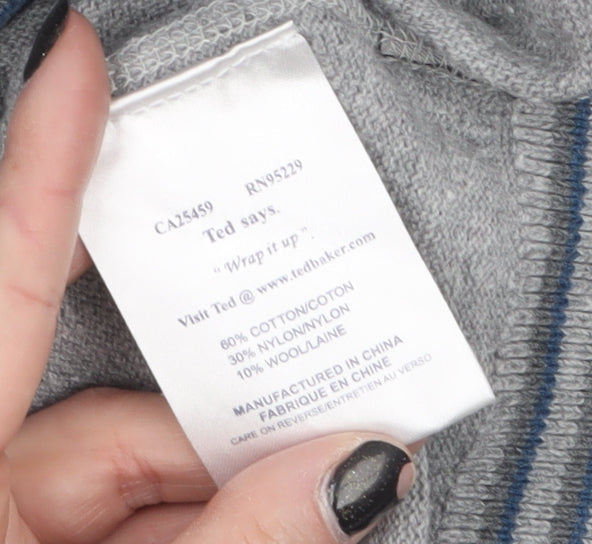 CA25459 RN95229
Ted says.
"Wrap it up".
Visit Ted @ www.tedbaker.com
60% COTTON/COTON
30% NYLON/NYLON
10% WOOL/LAINE
MANUFACTURED IN CHINA
FABRIQUE EN CHINE
CARE ON REVERSE/ENTRETIEN AU VERSO